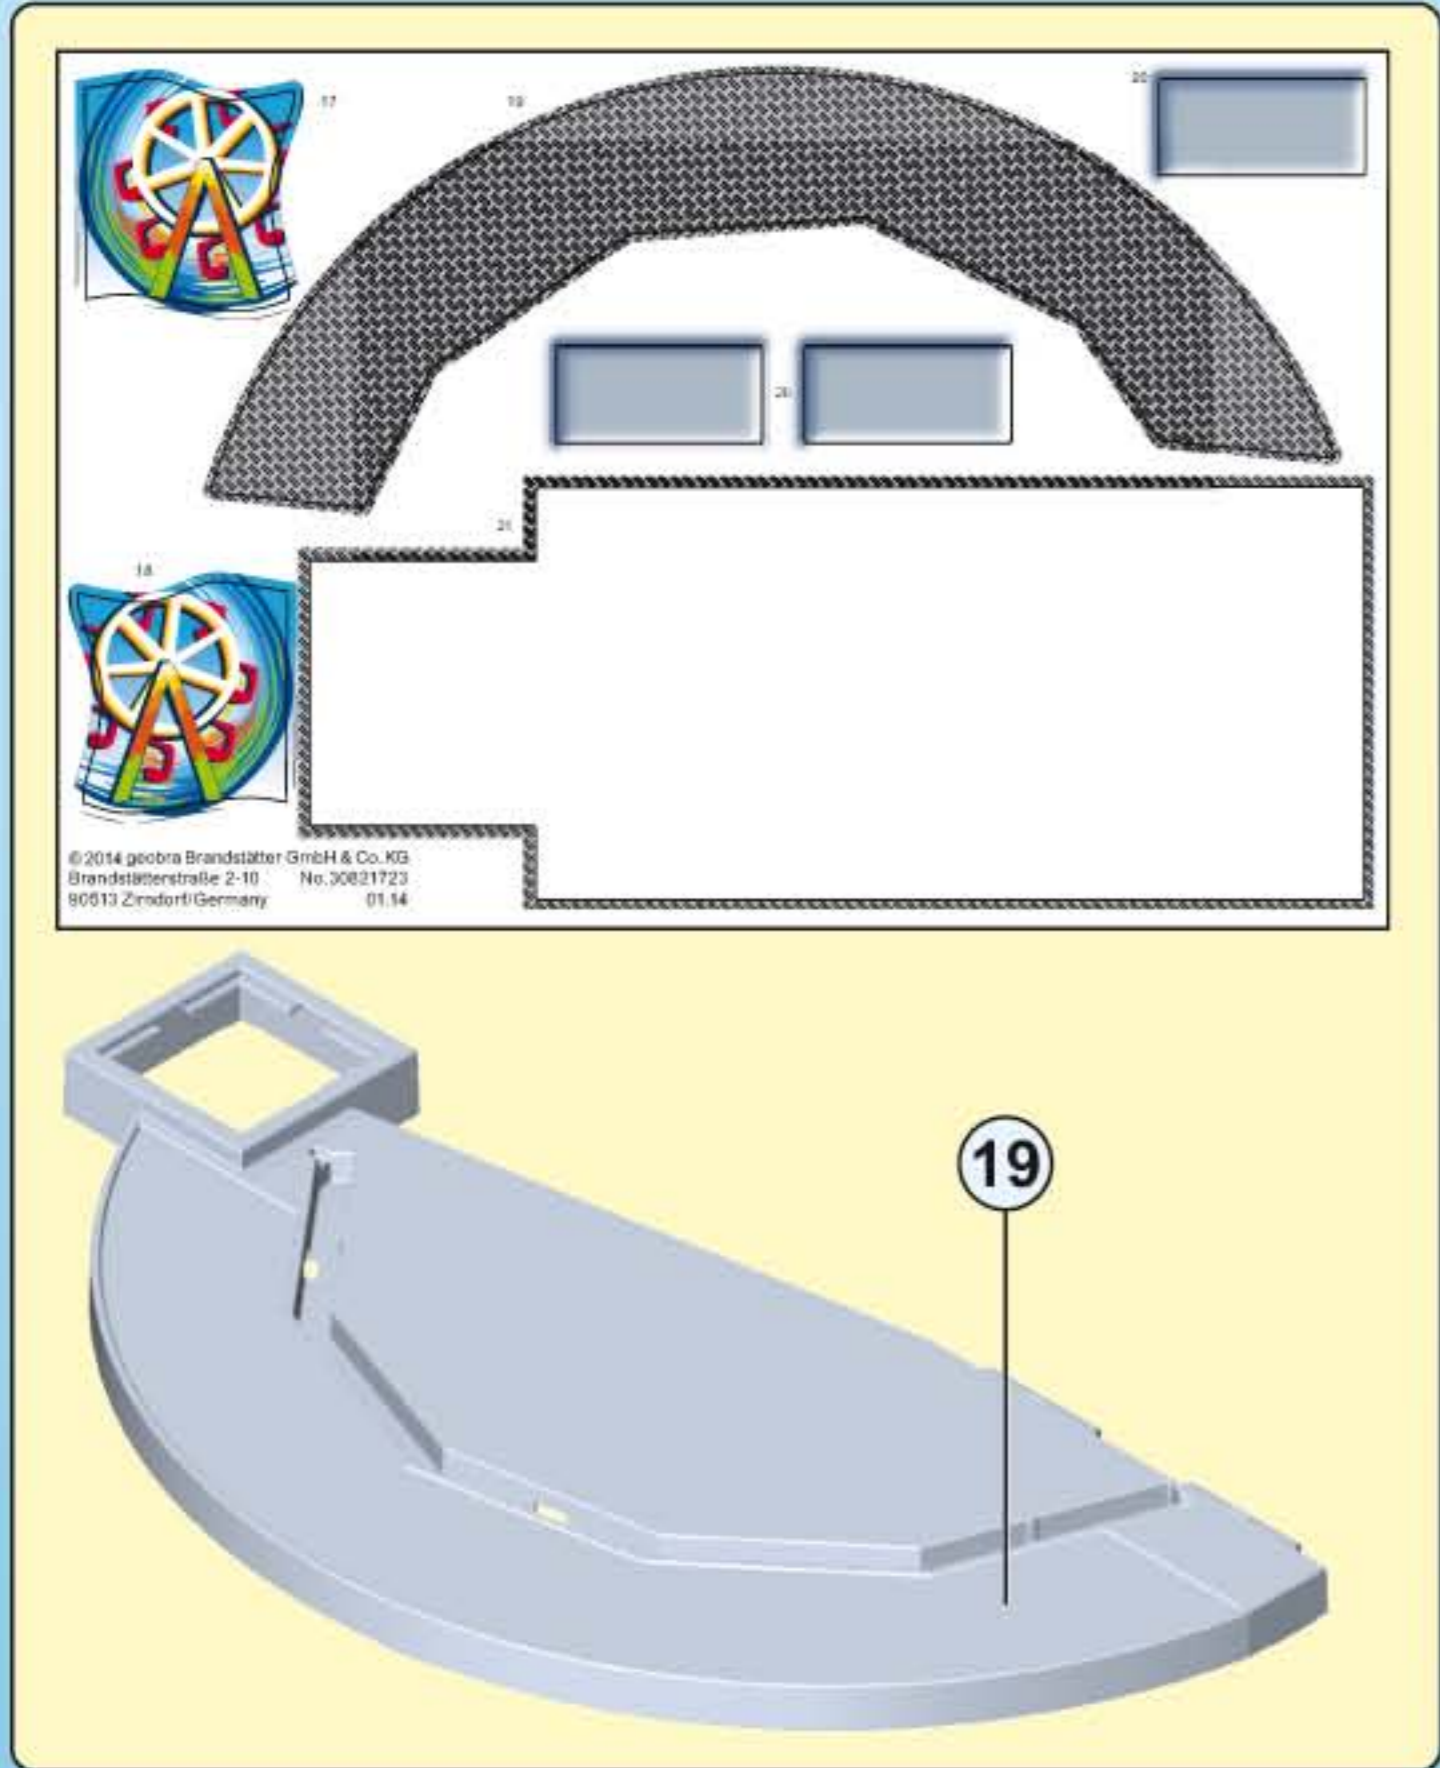 17
19
20
20
21
18
© 2014 geobra Brandstätter GmbH & Co. KG
Brandstätterstraße 2-10 No. 30821723
90513 Zirndorf/Germany 01.14
19